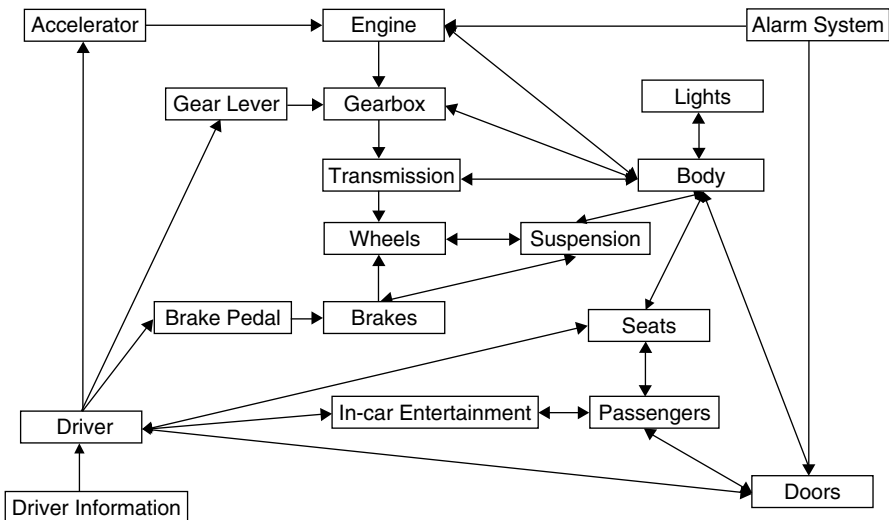 Accelerator
Engine
Alarm System
Gear Lever
Gearbox
Lights
Transmission
Body
Wheels
Suspension
Brake Pedal
Brakes
Seats
Driver
In-car Entertainment
Passengers
Driver Information
Doors